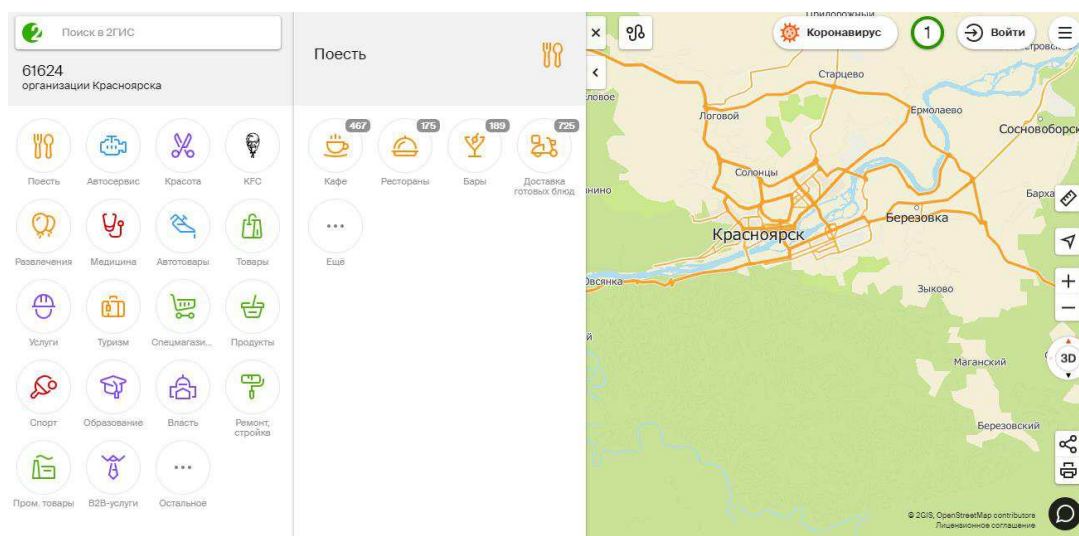 2
Поиск в 2ГИС
61624
организации Красноярска
Поесть
Автосервис
Красота
KFC
Развлечения
Медицина
Автотовары
Товары
Услуги
Туризм
Спецмагази...
Продукты
Спорт
Образование
Власть
Ремонт,
стройка
Пром. товары
B2B-услуги
Остальное
Поесть
467
175
189
725
Кафе
Рестораны
Бары
Доставка
готовых блюд
Ещё
Коронавирус
1
Войти
Старцево
Логовой
Ермолаево
Сосновоборск
Солонцы
Березовка
Красноярск
Зыково
Маганский
Березовский
3D
© 2GIS, OpenStreetMap contributors
Лицензионное соглашение